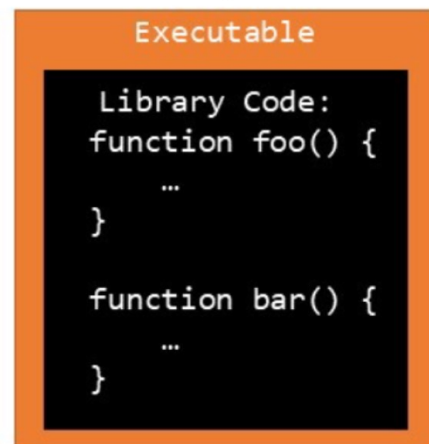 Executable
Library Code:
function foo() {
…
}
function bar() {
…
}